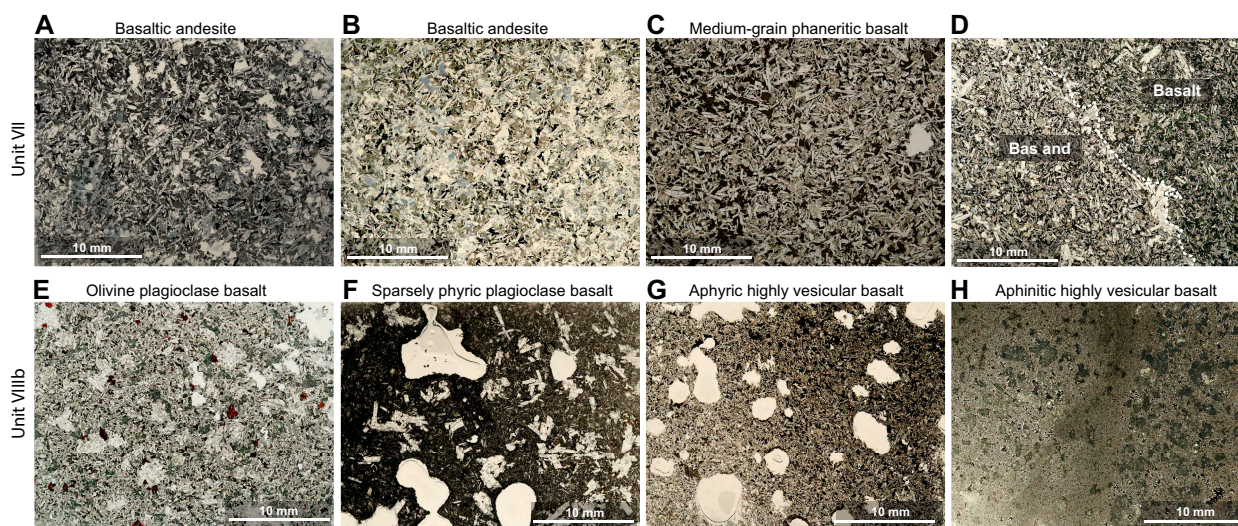 A
Basaltic andesite
B
Basaltic andesite
C
Medium-grain phaneritic basalt
D
Unit VII
Basalt
Bas and
10 mm
10 mm
10 mm
10 mm
E
Olivine plagioclase basalt
F
Sparsely phyric plagioclase basalt
G
Aphyric highly vesicular basalt
H
Aphinitic highly vesicular basalt
Unit VIIIb
10 mm
10 mm
10 mm
10 mm